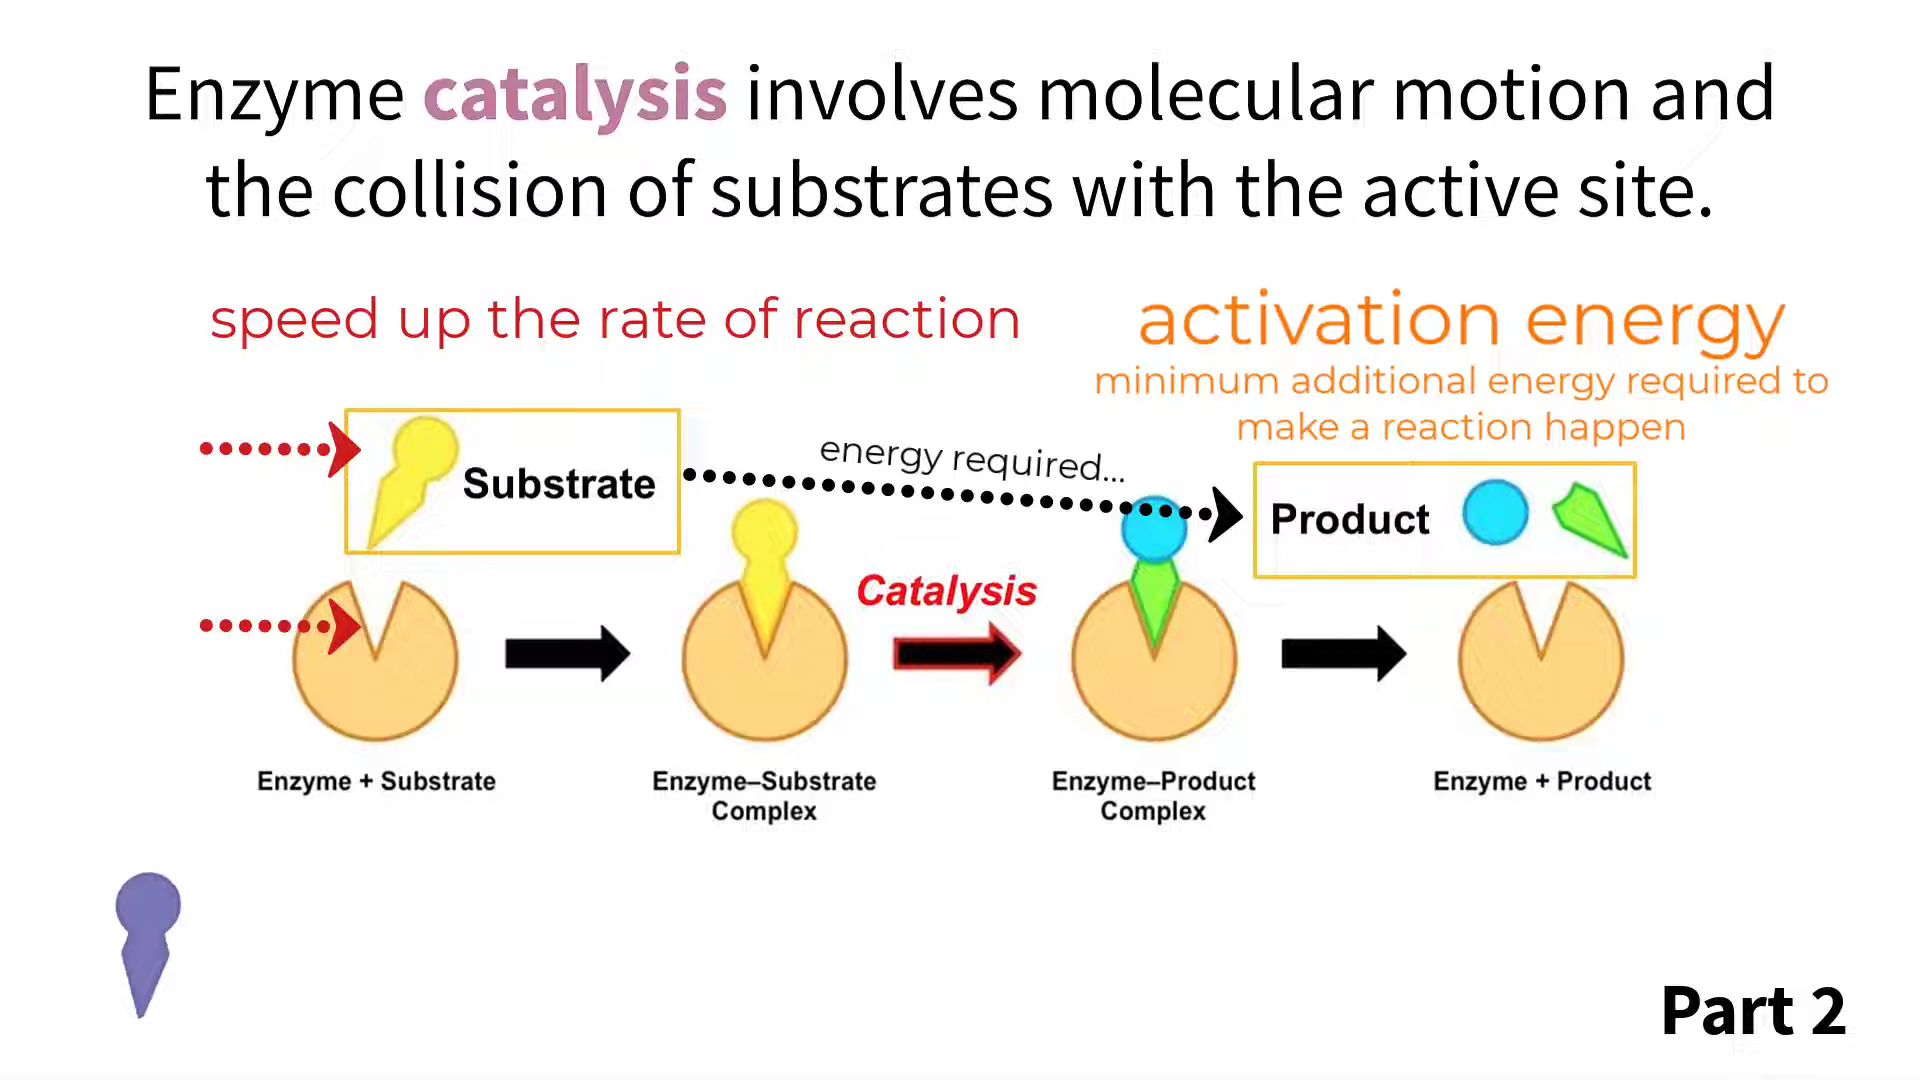 Enzyme catalysis involves molecular motion and
the collision of substrates with the active site.
speed up the rate of reaction
activation energy
minimum additional energy required to
make a reaction happen
energy required...
Substrate
Product
Catalysis
Enzyme + Substrate
Enzyme–Substrate
Complex
Enzyme–Product
Complex
Enzyme + Product
Part 2